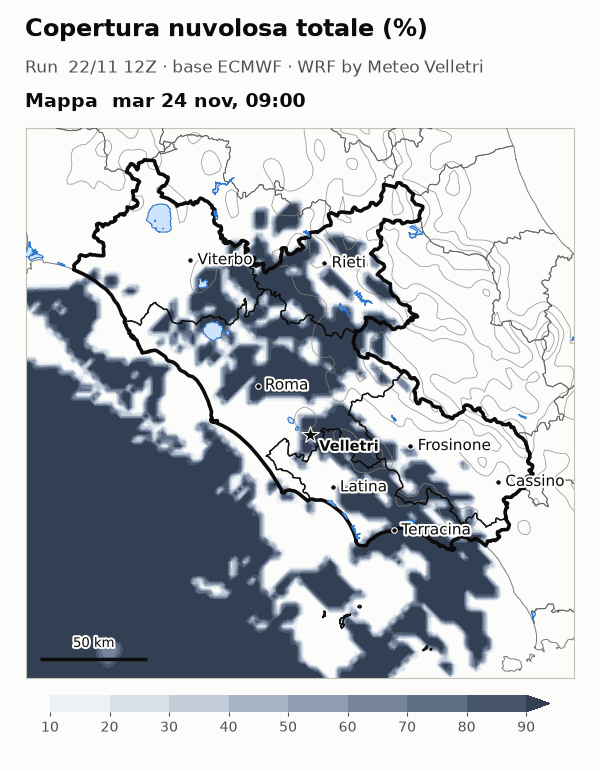 Copertura nuvolosa totale (%)
Run  22/11 12Z · base ECMWF · WRF by Meteo Velletri
Mappa  mar 24 nov, 09:00
Viterbo
Rieti
Roma
Velletri
Frosinone
Latina
Cassino
Terracina
50 km
10 20 30 40 50 60 70 80 90